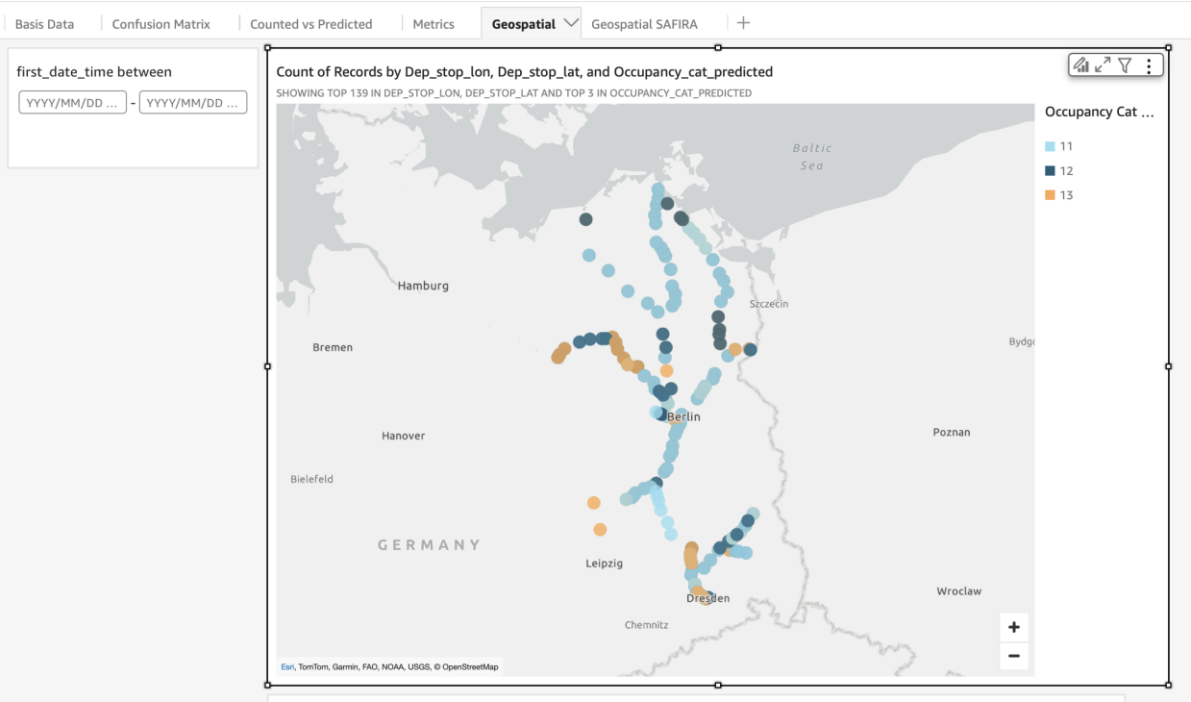 Basis Data
Confusion Matrix
Counted vs Predicted
Metrics
Geospatial
Geospatial SAFIRA
first_date_time between
YYYY/MM/DD ... - YYYY/MM/DD ...
Count of Records by Dep_stop_lon, Dep_stop_lat, and Occupancy_cat_predicted
SHOWING TOP 139 IN DEP_STOP_LON, DEP_STOP_LAT AND TOP 3 IN OCCUPANCY_CAT_PREDICTED
Occupancy Cat ...
11
12
13
Baltic
Sea
Hamburg
Szczecin
Bremen
Bydg
Berlin
Hanover
Poznan
Bielefeld
GERMANY
Leipzig
Wroclaw
Dresden
Chemnitz
+
−
Esri, TomTom, Garmin, FAO, NOAA, USGS, © OpenStreetMap